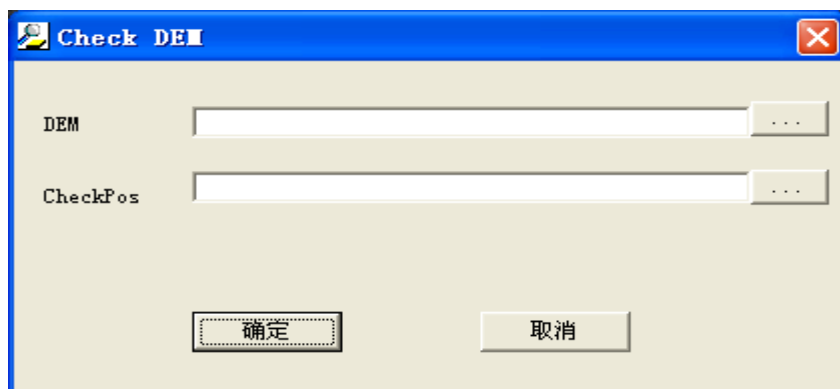 Check DEM
DEM
...
CheckPos
...
确定
取消